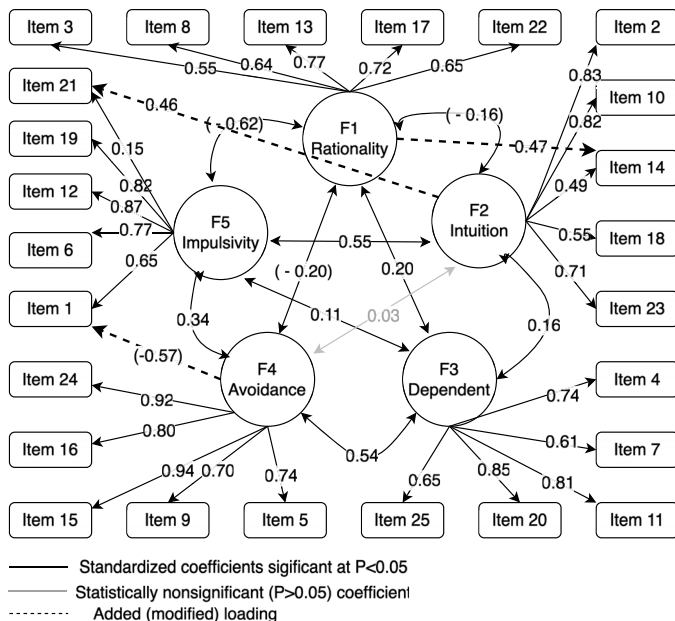 Item 3
Item 8
Item 13
Item 17
Item 22
Item 2
0.55
0.64
0.77
0.72
0.65
Item 21
0.83
Item 10
0.46
( - 0.62)
F1
Rationality
( - 0.16)
0.82
Item 19
0.15
0.47
Item 14
0.82
Item 12
0.87
0.49
F5
Impulsivity
F2
Intuition
Item 6
0.77
0.55
0.55
Item 18
0.65
( - 0.20)
0.20
0.71
Item 1
0.34
0.11
0.03
0.16
Item 23
(-0.57)
F4
Avoidance
F3
Dependent
Item 24
0.92
0.74
Item 4
Item 16
0.80
0.54
0.61
Item 7
0.94
0.70
0.74
0.65
0.85
0.81
Item 15
Item 9
Item 5
Item 25
Item 20
Item 11
Standardized coefficients sigificant at P<0.05
Statistically nonsignificant (P>0.05) coefficient
Added (modified) loading